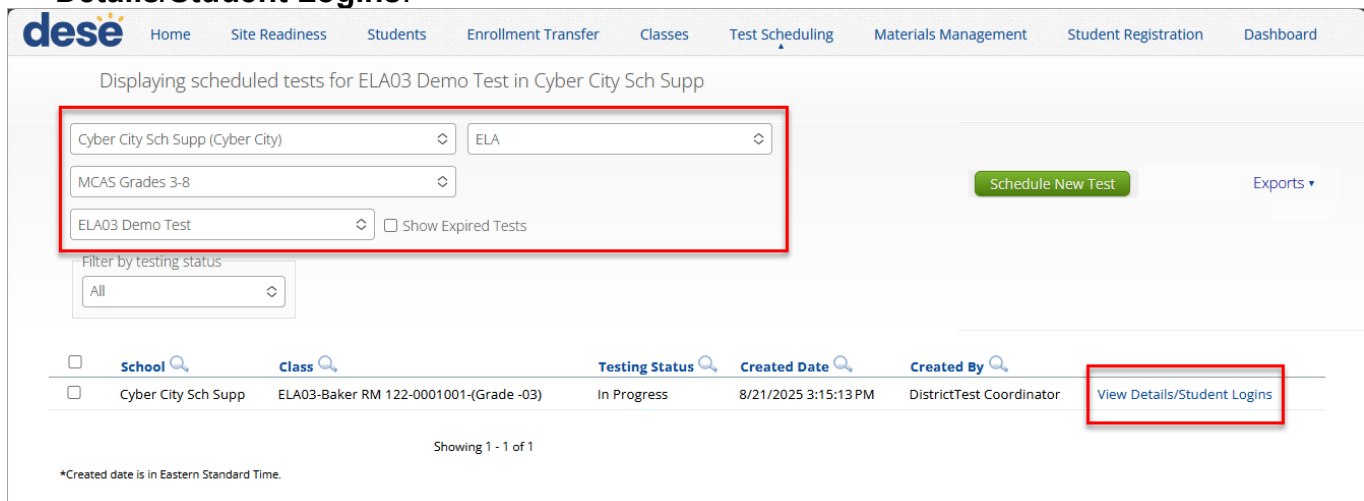 Details/Student Logins.
dese Home Site Readiness Students Enrollment Transfer Classes Test Scheduling Materials Management Student Registration Dashboard
Displaying scheduled tests for ELA03 Demo Test in Cyber City Sch Supp
Cyber City Sch Supp (Cyber City) ELA
MCAS Grades 3-8 Schedule New Test Exports
ELA03 Demo Test Show Expired Tests
Filter by testing status
All
School Class Testing Status Created Date Created By
Cyber City Sch Supp ELA03-Baker RM 122-0001001-(Grade -03) In Progress 8/21/2025 3:15:13 PM DistrictTest Coordinator View Details/Student Logins
Showing 1 - 1 of 1
*Created date is in Eastern Standard Time.